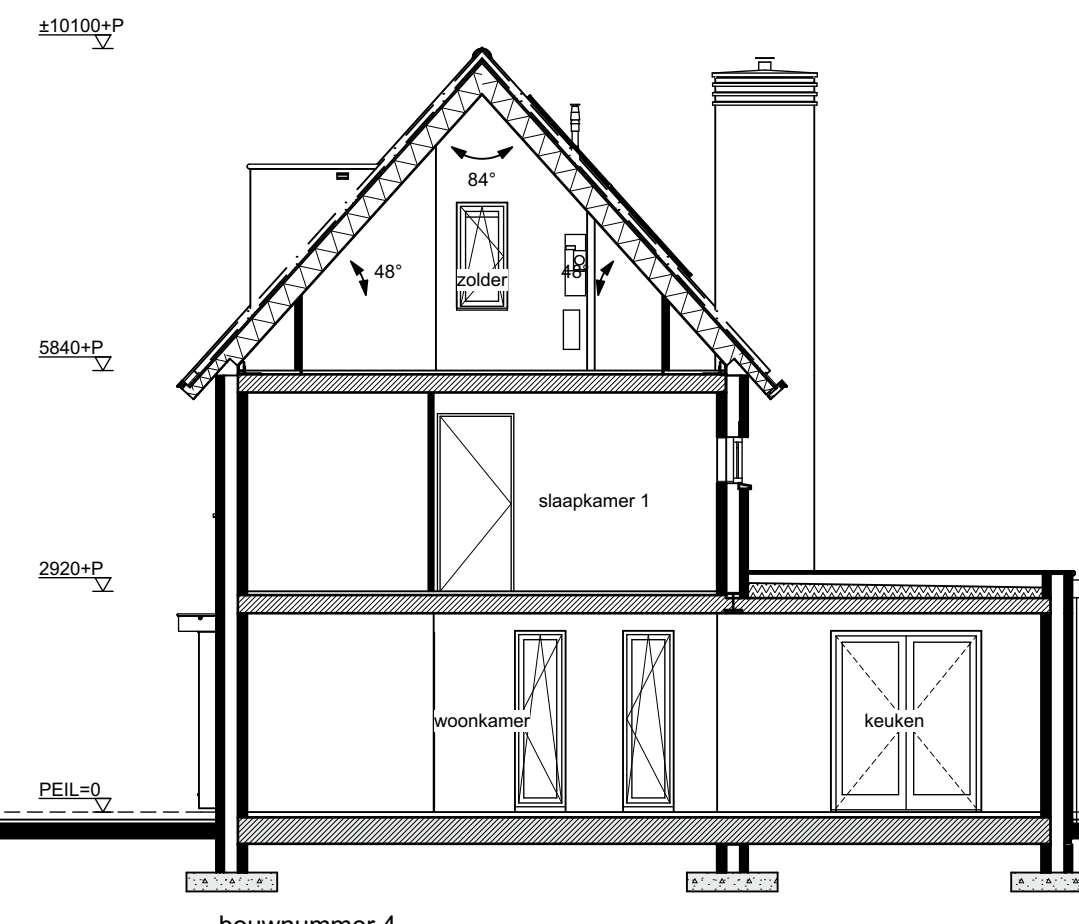 ±10100+P
84°
48°
48°
zolder
5840+P
slaapkamer 1
2920+P
woonkamer
keuken
PEIL=0
bouwnummer 4